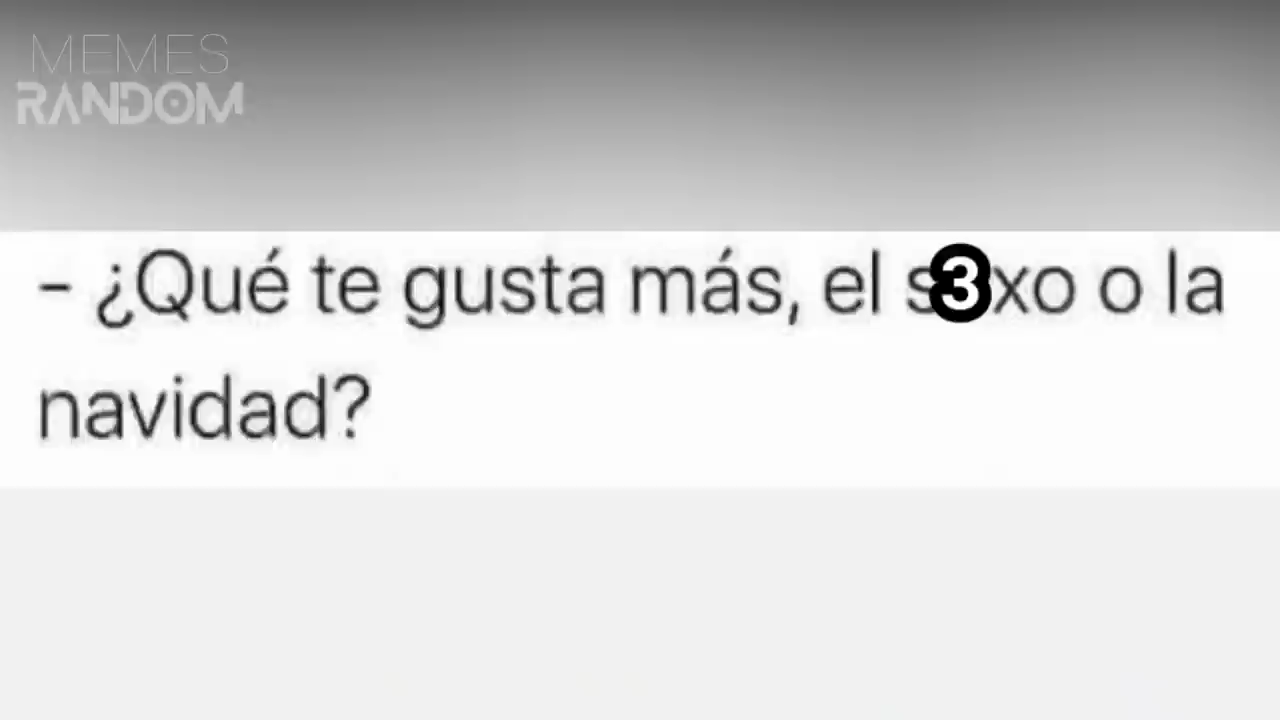 MEMES
RANDOM
- ¿Qué te gusta más, el s3xo o la
navidad?